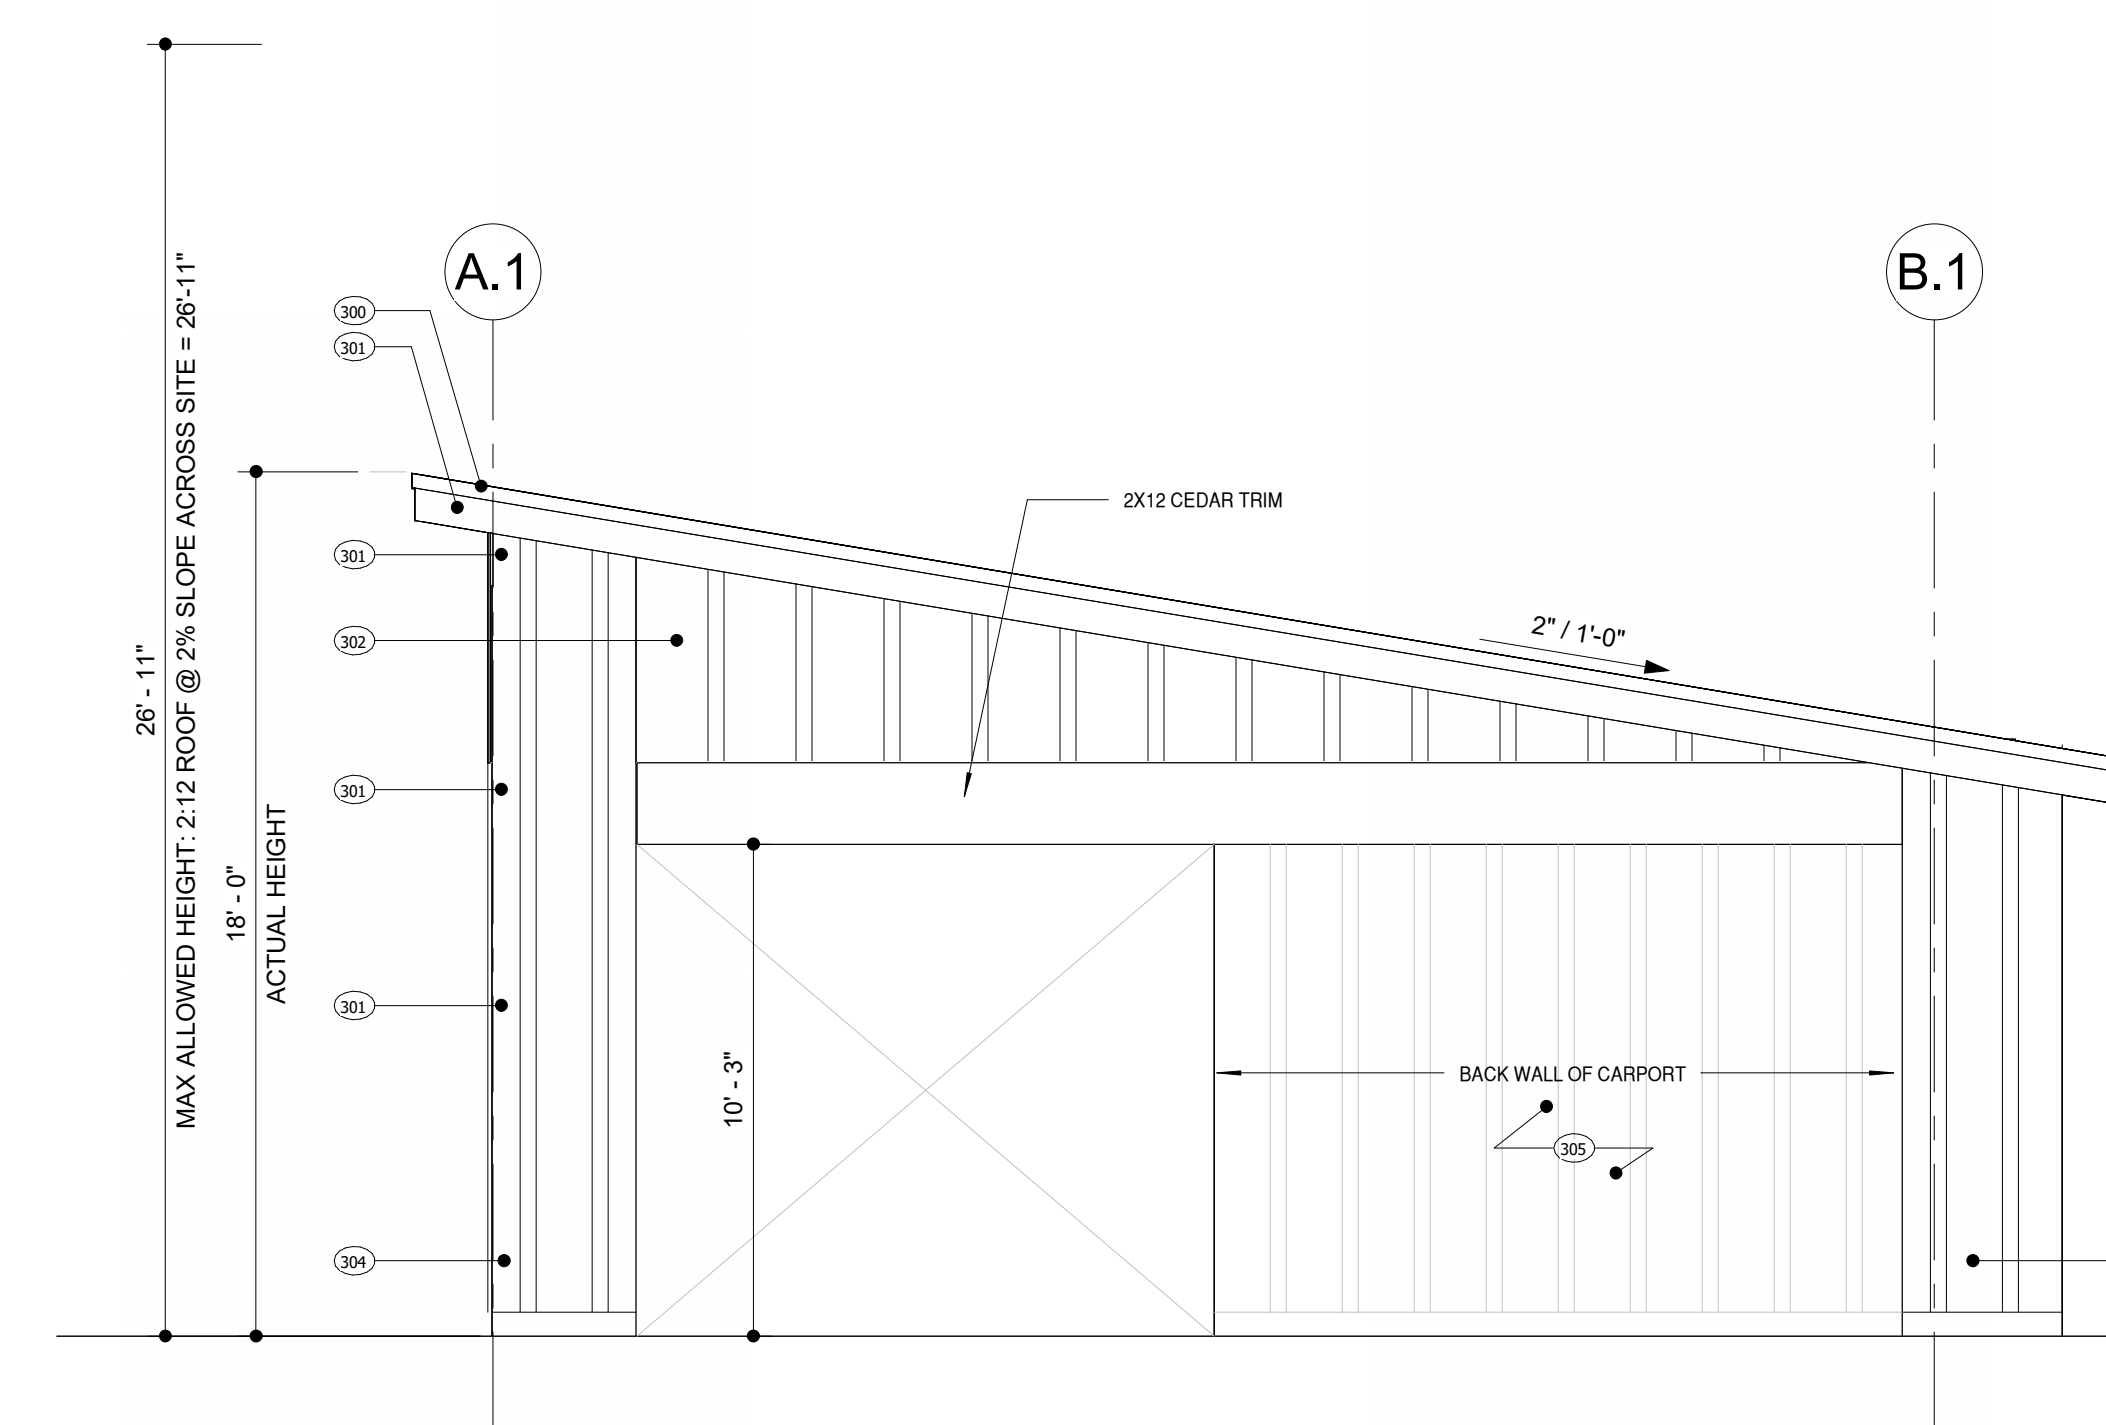 A.1
B.1
300
301
2X12 CEDAR TRIM
301
2" / 1'-0"
302
26' - 11"
MAX ALLOWED HEIGHT: 2:12 ROOF @ 2% SLOPE ACROSS SITE = 26'-11"
301
18' - 0"
ACTUAL HEIGHT
301
10' - 3"
BACK WALL OF CARPORT
305
304